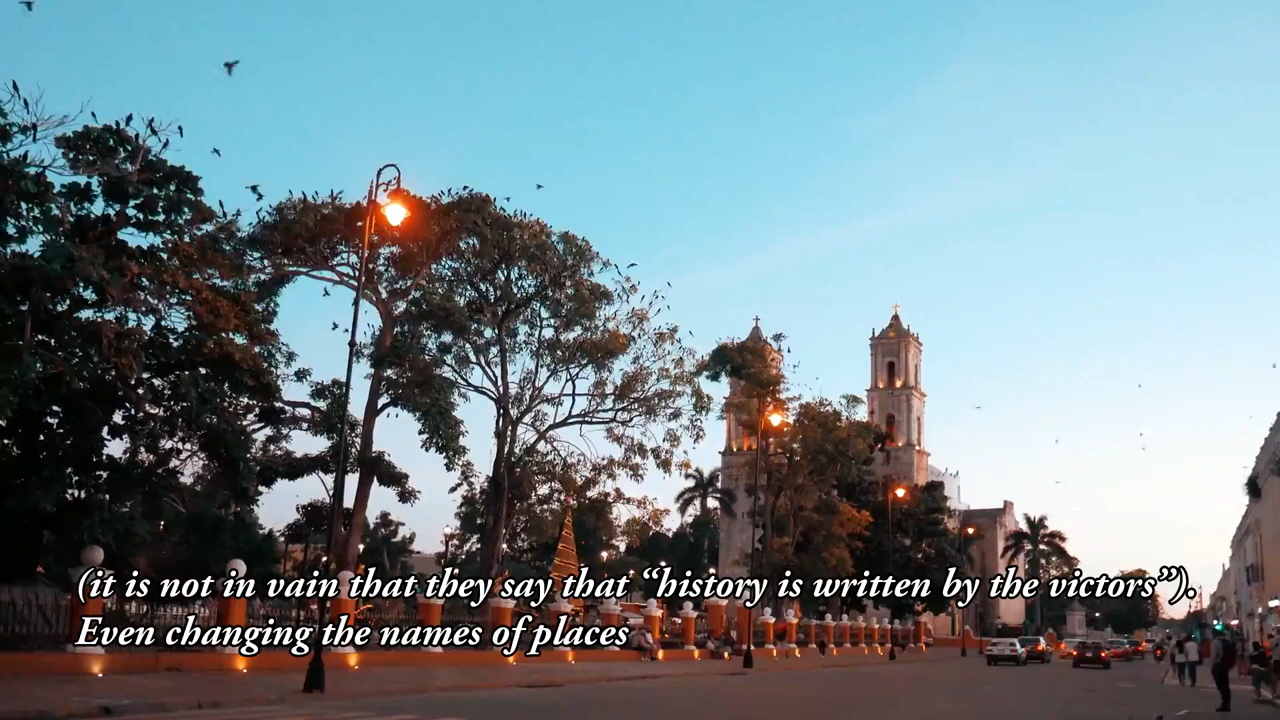 (it is not in vain that they say that “history is written by the victors”).
Even changing the names of places